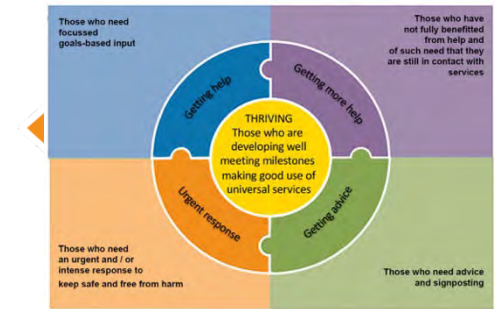 Those who need
focussed
goals-based input
Those who have
not fully benefitted
from help and
of such need that they
are still in contact with
services
Getting help
Getting more help
THRIVING
Those who are
developing well
meeting milestones
making good use of
universal services
Urgent response
Getting advice
Those who need
an urgent and / or
intense response to
keep safe and free from harm
Those who need advice
and signposting